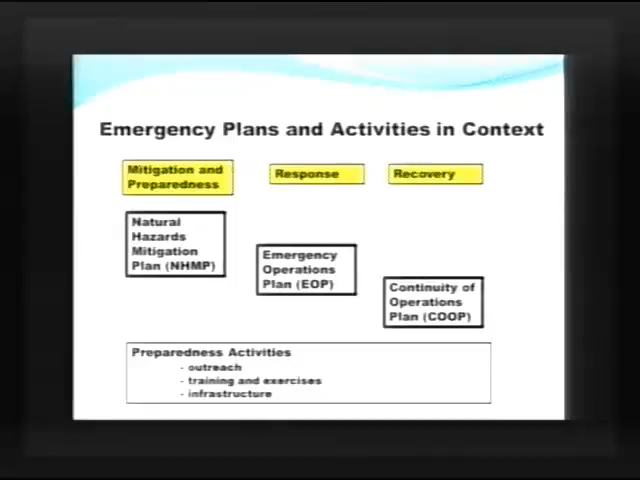 Emergency Plans and Activities in Context
Mitigation and
Preparedness
Response
Recovery
Natural
Hazards
Mitigation
Plan (NHMP)
Emergency
Operations
Plan (EOP)
Continuity of
Operations
Plan (COOP)
Preparedness Activities
- outreach
- training and exercises
- infrastructure